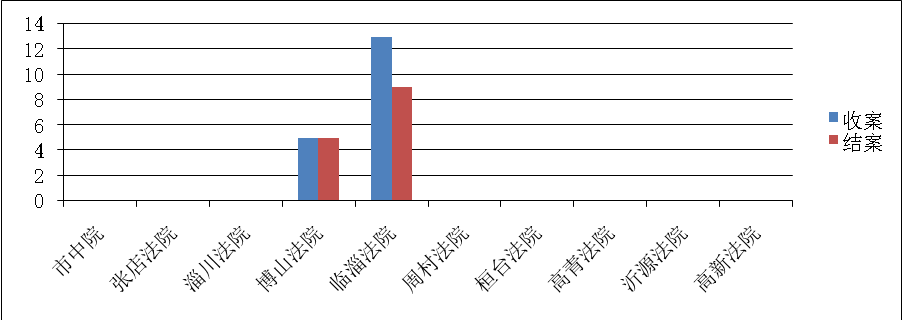 14
12
10
8
6
4
2
0
市中院
张店法院
淄川法院
博山法院
临淄法院
周村法院
桓台法院
高青法院
沂源法院
高新法院
收案
结案